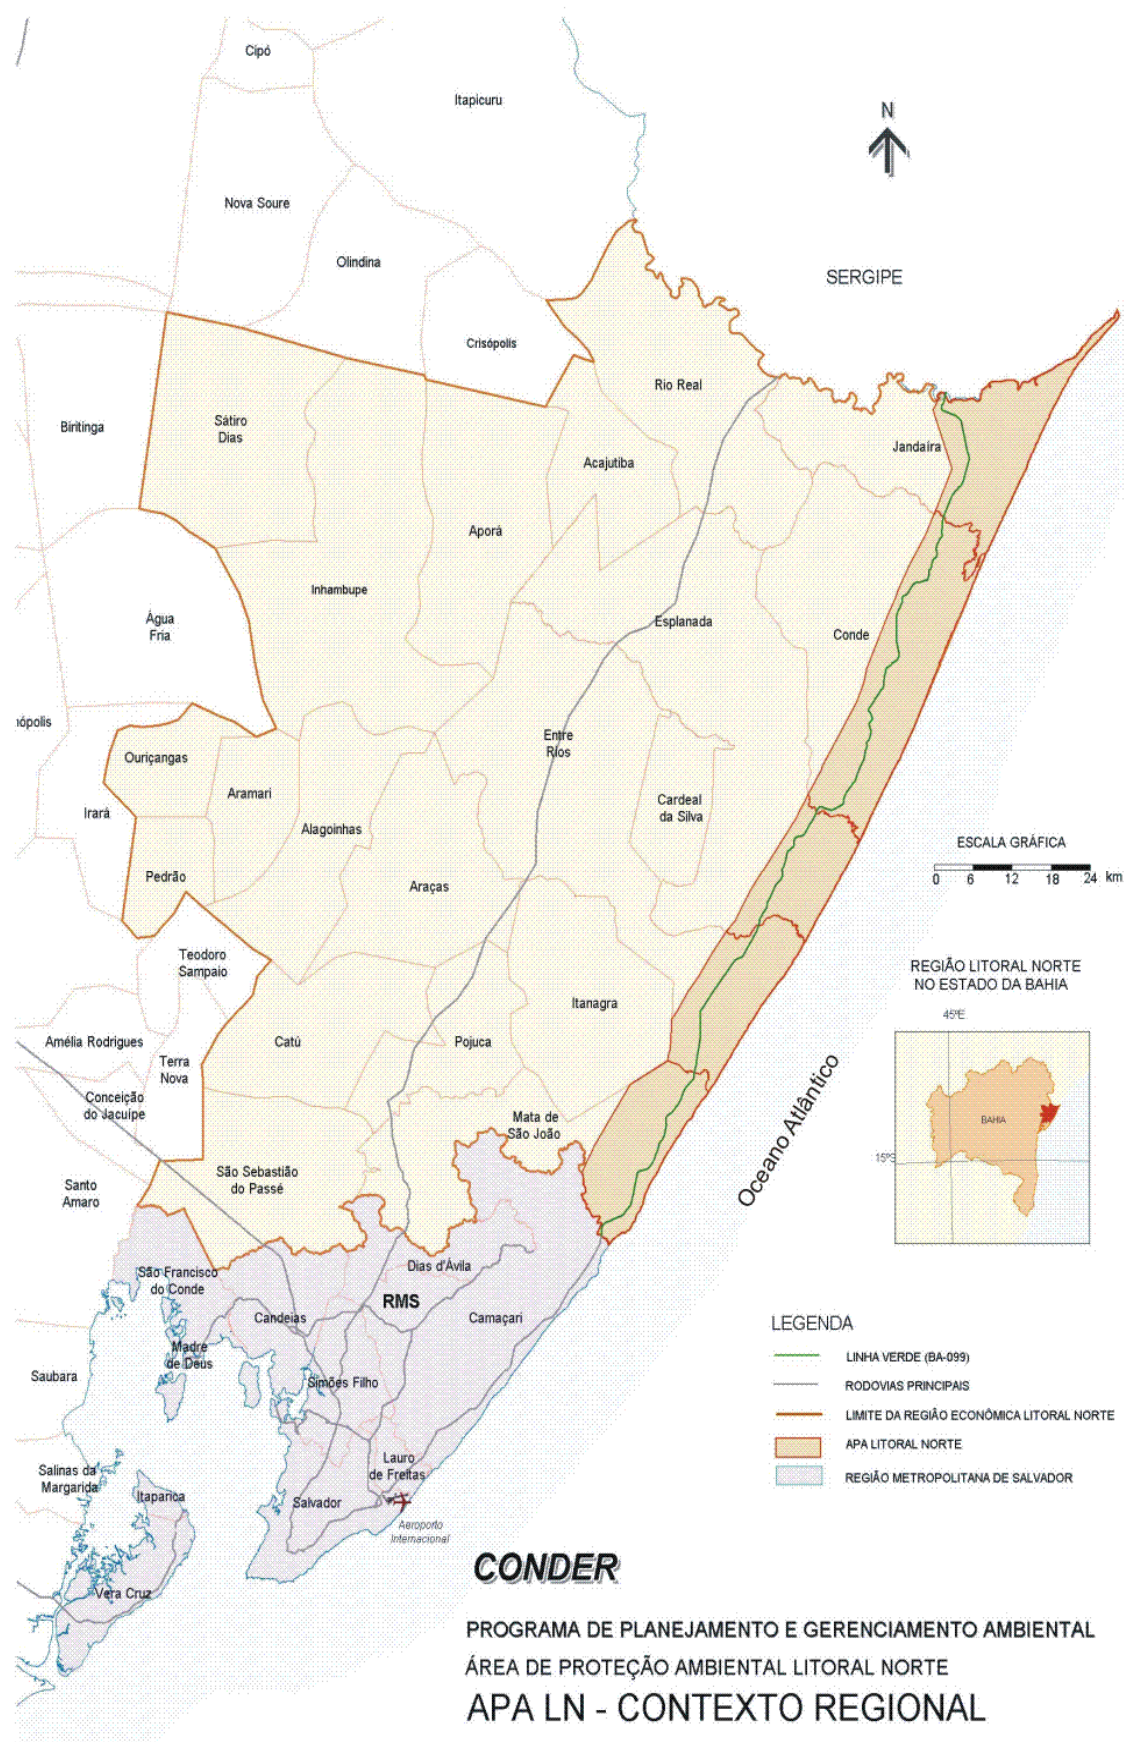 Cipó
Itapicuru
N
Nova Soure
Olindina
SERGIPE
Crisópolis
Rio Real
Biritinga
Sátiro
Dias
Jandaíra
Acajutiba
Aporá
Inhambupe
Água
Fria
Esplanada
Conde
nópolis
Entre
Rios
Ouriçangas
Aramari
Cardeal
da Silva
Irará
Alagoinhas
ESCALA GRÁFICA
0 6 12 18 24 km
Pedrão
Araças
Teodoro
Sampaio
REGIÃO LITORAL NORTE
NO ESTADO DA BAHIA
45ºE
Itanagra
Amélia Rodrigues
Catú
Pojuca
Terra
Nova
Conceição
do Jacuípe
Mata de
São João
Oceano Atlântico
BAHIA
15ºS
Santo
Amaro
São Sebastião
do Passé
São Francisco
do Conde
Dias d'Ávila
RMS
Candeias
Camaçari
LEGENDA
Madre
de Deus
LINHA VERDE (BA-099)
Saubara
Simões Filho
RODOVIAS PRINCIPAIS
LIMITE DA REGIÃO ECONÔMICA LITORAL NORTE
APA LITORAL NORTE
Lauro
de Freitas
Salinas da
Margarida
REGIÃO METROPOLITANA DE SALVADOR
Itaparica
Salvador
Aeroporto
Internacional
CONDER
Vera Cruz
PROGRAMA DE PLANEJAMENTO E GERENCIAMENTO AMBIENTAL
ÁREA DE PROTEÇÃO AMBIENTAL LITORAL NORTE
APA LN - CONTEXTO REGIONAL